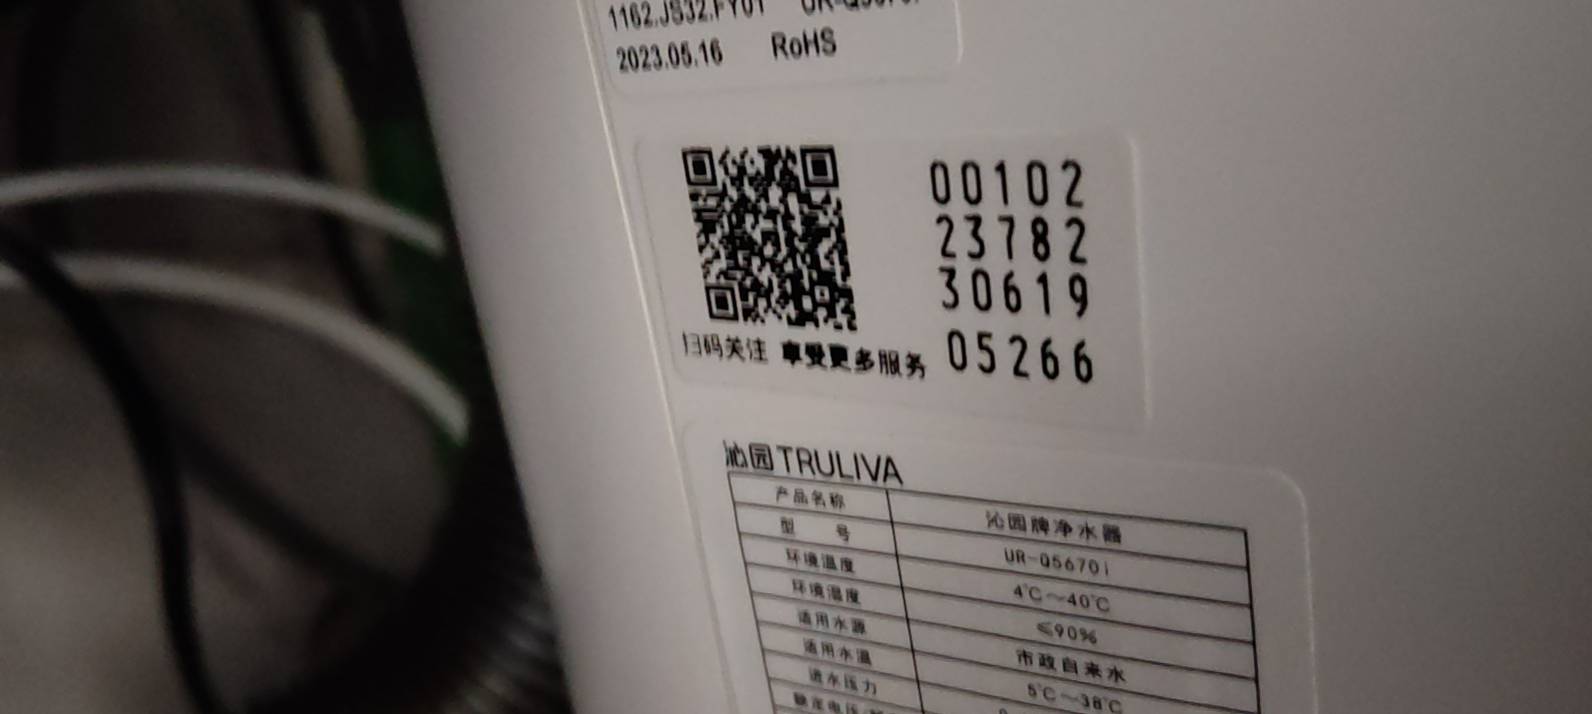 1162.JS32.FY01
2023.05.16 RoHS
00102
23782
30619
05266
扫码关注 享受更多服务
沁园TRULIVA
产品名称 沁园牌净水器
型 号 UR-Q5670i
环境温度 4℃~40℃
环境湿度 ≤90%
适用水源 市政自来水
适用水温 5℃~38℃
进水压力